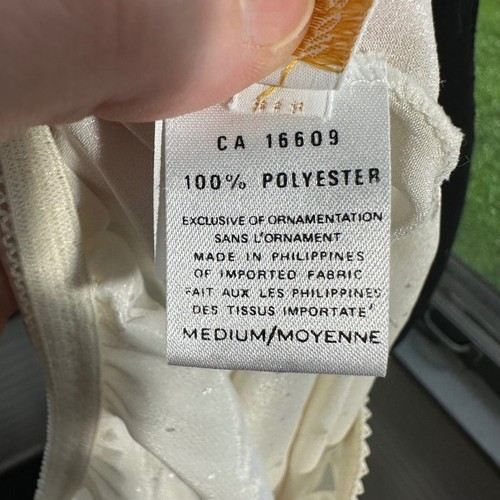 CA 16609
100% POLYESTER
EXCLUSIVE OF ORNAMENTATION
SANS L'ORNAMENT
MADE IN PHILIPPINES
OF IMPORTED FABRIC
FAIT AUX LES PHILIPPINES
DES TISSUS IMPORTATE'
MEDIUM/MOYENNE